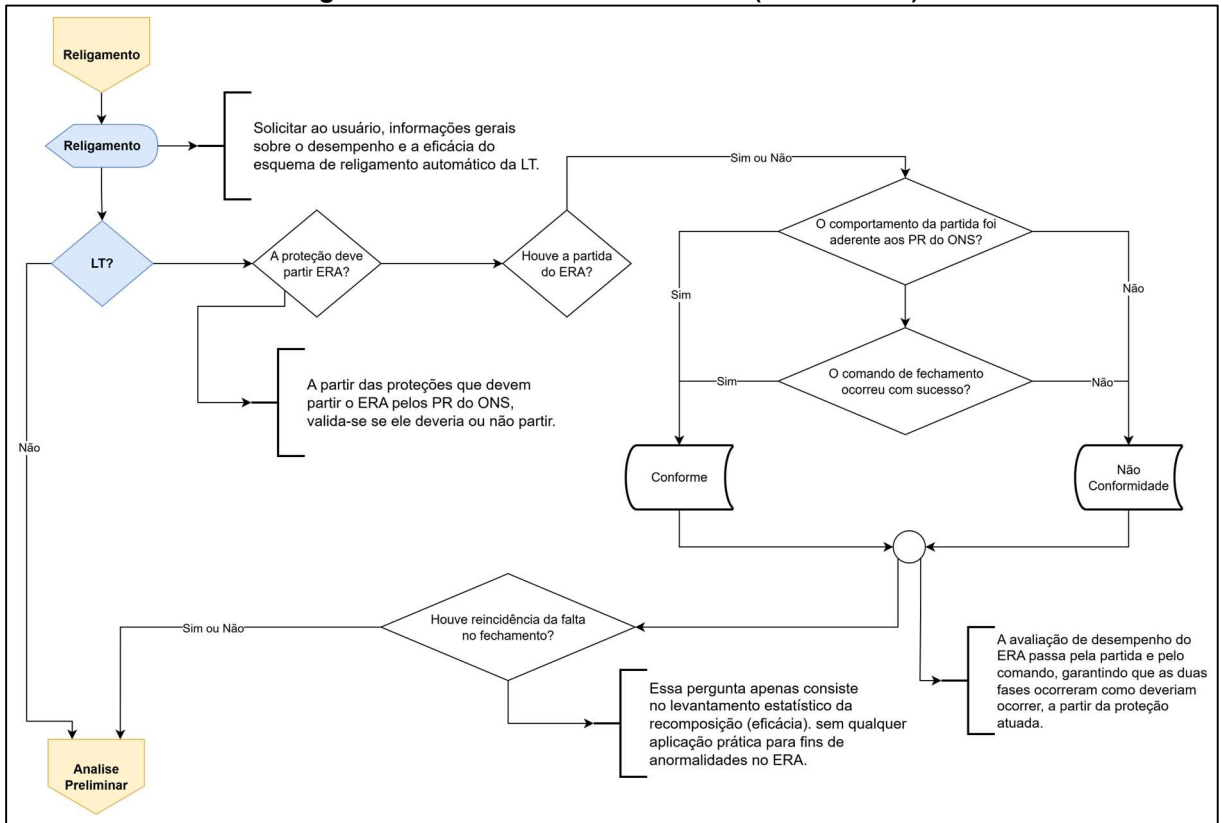 Religamento
Religamento
Solicitar ao usuário, informações gerais
sobre o desempenho e a eficácia do
esquema de religamento automático da LT.
Sim ou Não
LT?
A proteção deve
partir ERA?
Houve a partida
do ERA?
O comportamento da partida foi
aderente aos PR do ONS?
Sim
Não
A partir das proteções que devem
partir o ERA pelos PR do ONS,
valida-se se ele deveria ou não partir.
O comando de fechamento
ocorreu com sucesso?
Sim
Não
Não
Conforme
Não
Conformidade
Houve reincidência da falta
no fechamento?
Sim ou Não
A avaliação de desempenho do
ERA passa pela partida e pelo
comando, garantindo que as duas
fases ocorreram como deveriam
ocorrer, a partir da proteção
atuada.
Essa pergunta apenas consiste
no levantamento estatístico da
recomposição (eficácia). sem qualquer
aplicação prática para fins de
anormalidades no ERA.
Analise
Preliminar